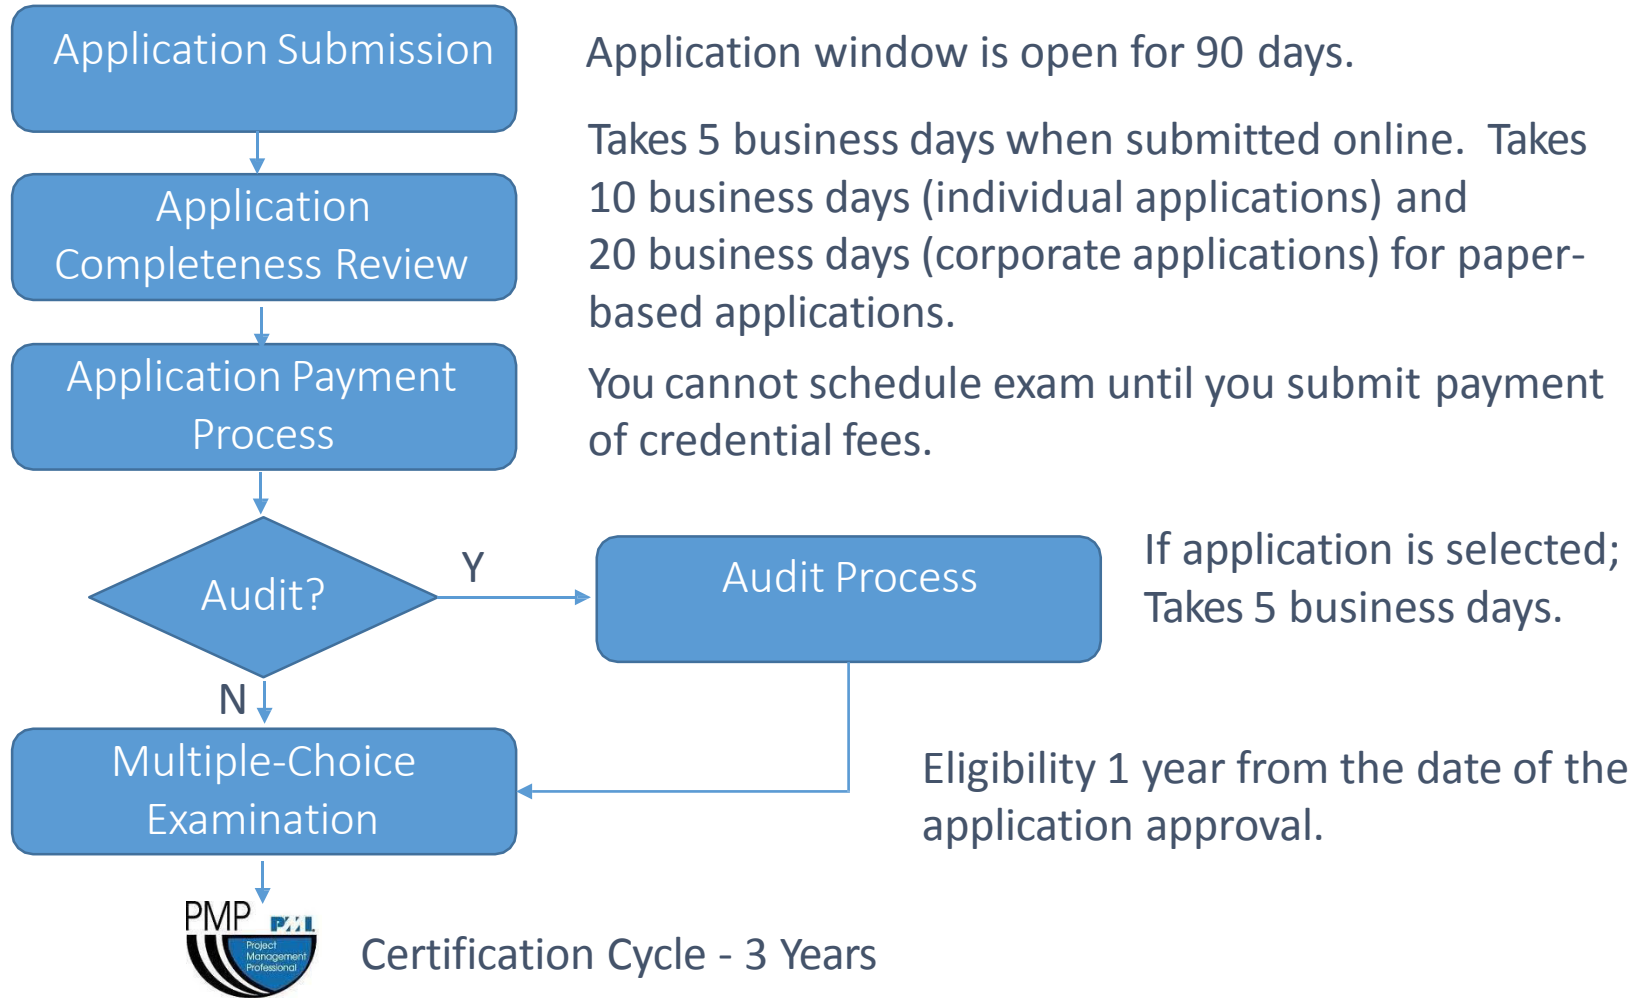 Application Submission
Application window is open for 90 days.
Application
Completeness Review
Takes 5 business days when submitted online. Takes
10 business days (individual applications) and
20 business days (corporate applications) for paper-
based applications.
Application Payment
Process
You cannot schedule exam until you submit payment
of credential fees.
Audit?
Y
Audit Process
If application is selected;
Takes 5 business days.
N
Multiple-Choice
Examination
Eligibility 1 year from the date of the
application approval.
PMP
PMI
Project
Management
Professional
Certification Cycle - 3 Years